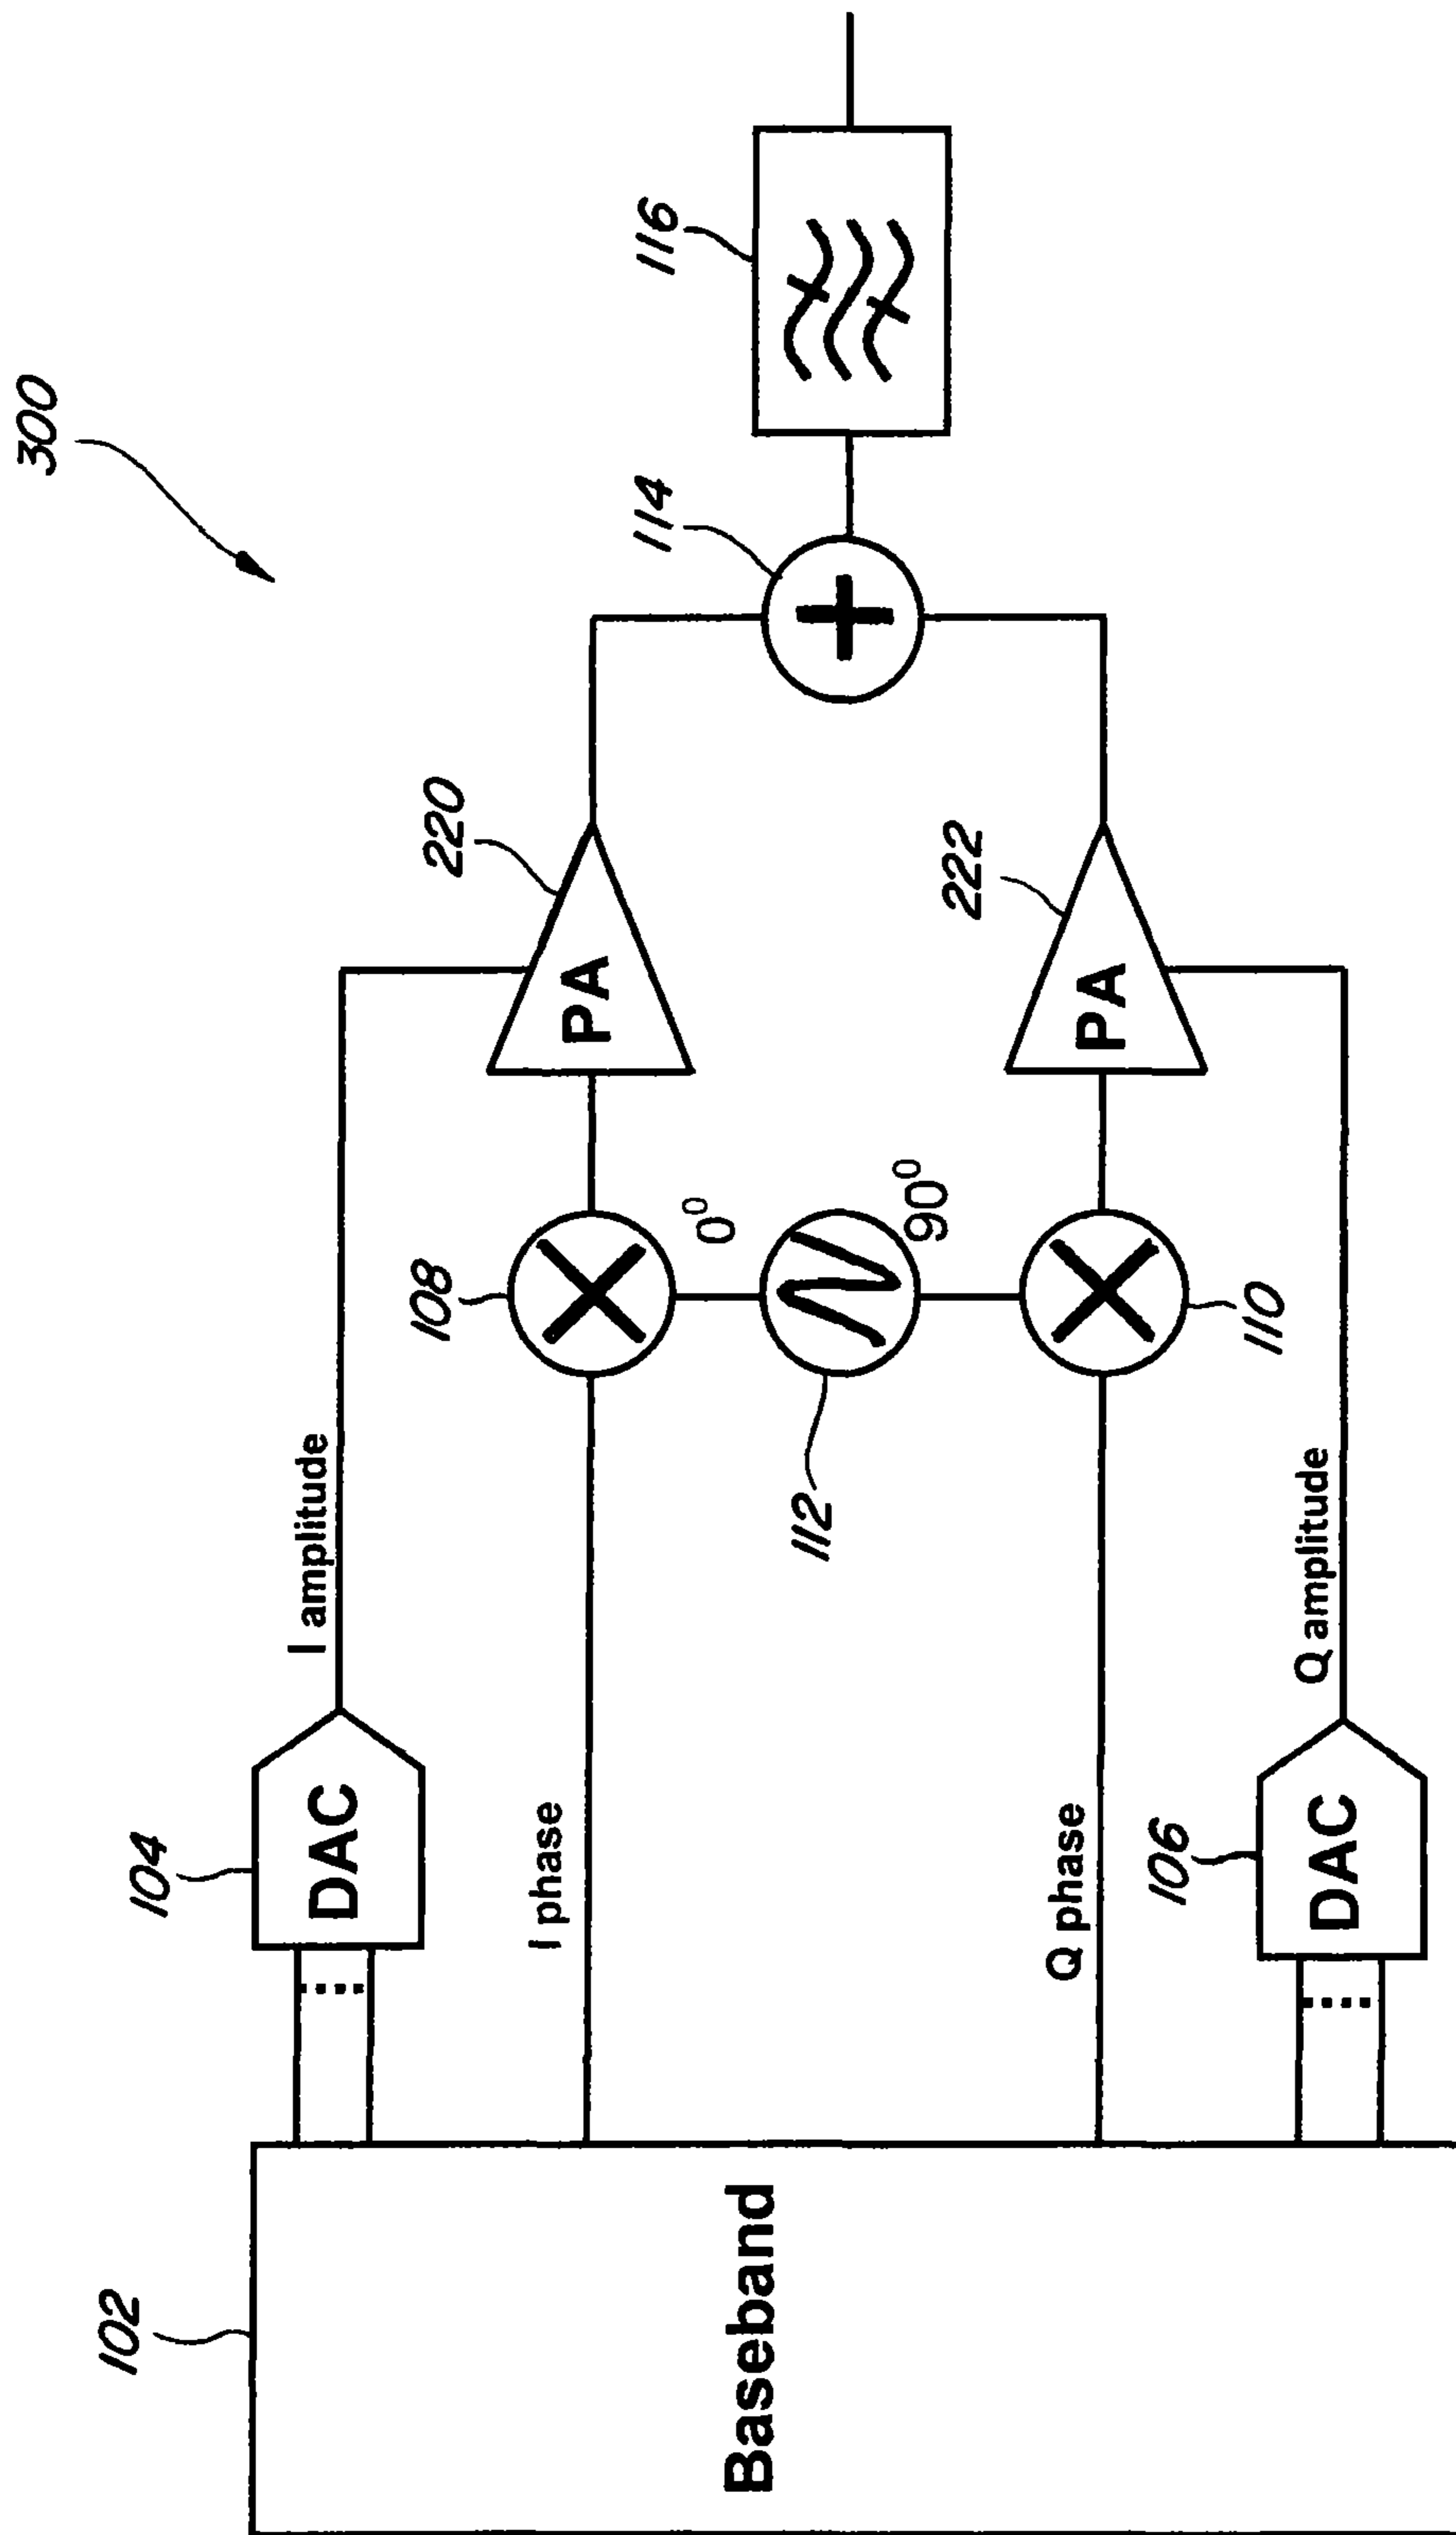 300
102
Baseband
104
DAC
I amplitude
I phase
108
0°
112
90°
220
PA
114
116
Q phase
110
222
PA
106
DAC
Q amplitude